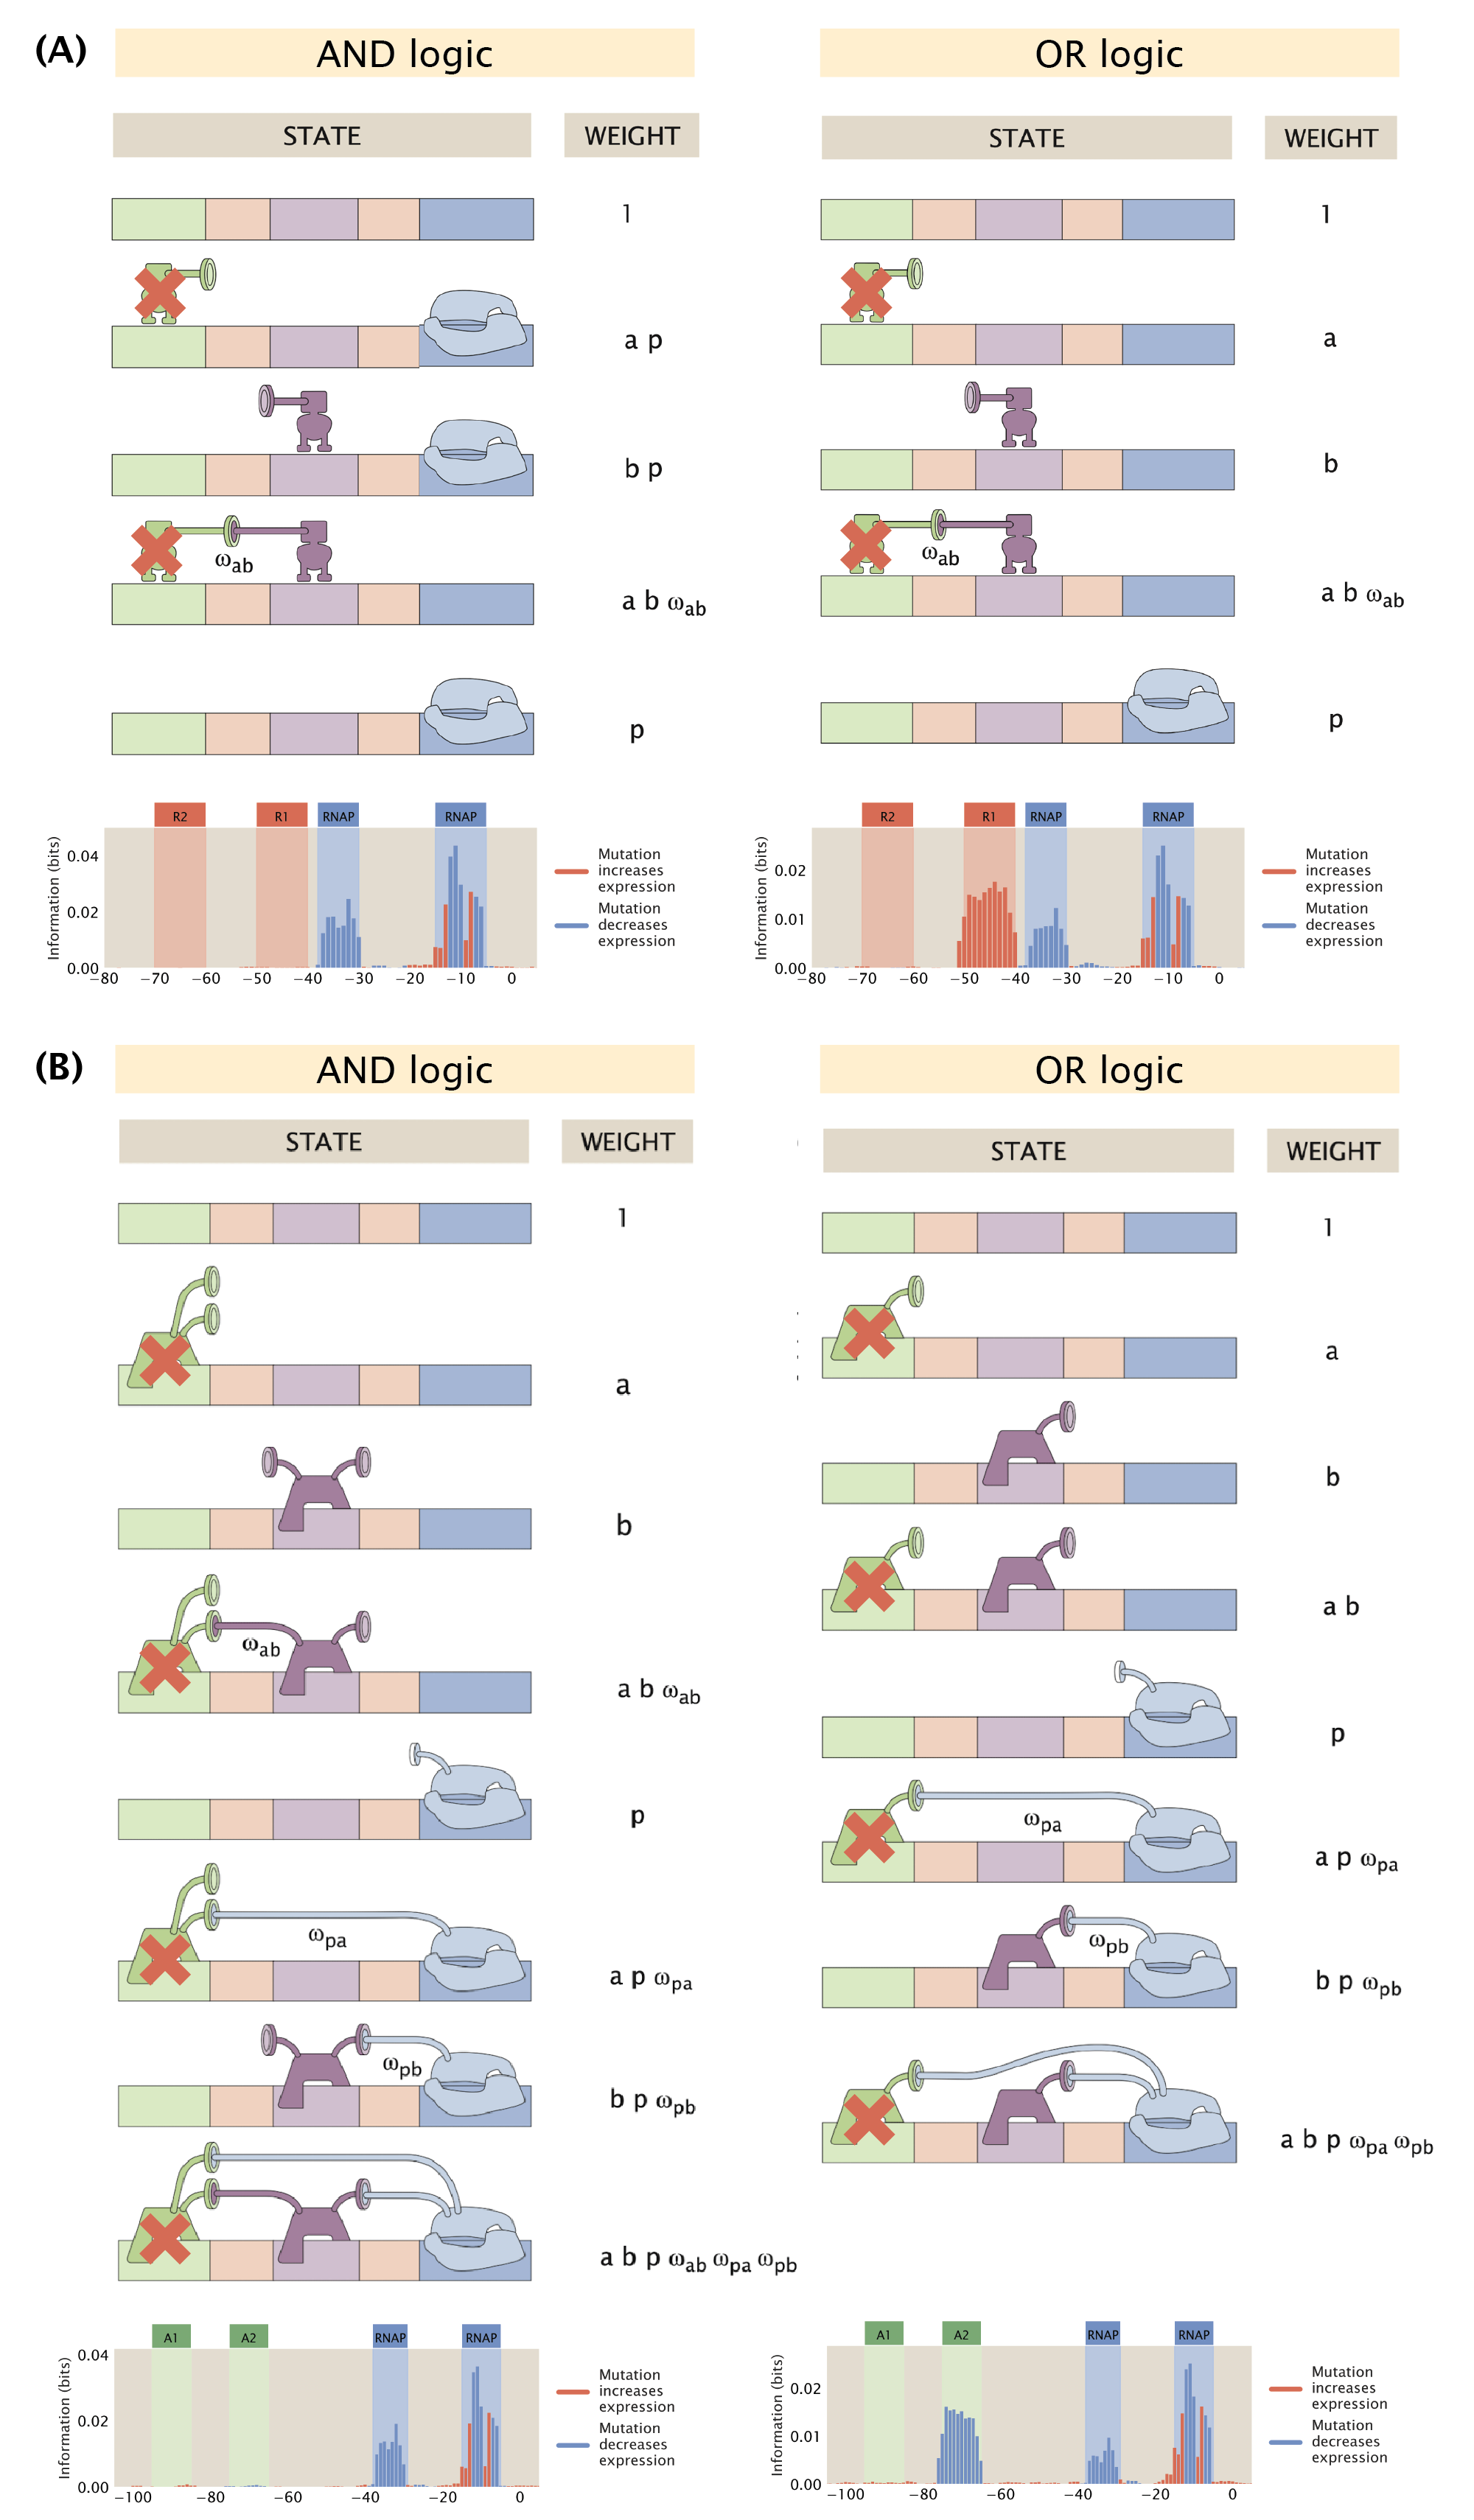 (A)
AND logic
OR logic
STATE WEIGHT
STATE WEIGHT
1
1
a p
a
b p
b
ωab
a b ωab
ωab
a b ωab
p
p
R2 R1 RNAP RNAP
Information (bits)
0.04
0.02
0.00
−80 −70 −60 −50 −40 −30 −20 −10 0
Mutation
increases
expression
Mutation
decreases
expression
R2 R1 RNAP RNAP
Information (bits)
0.02
0.01
0.00
−80 −70 −60 −50 −40 −30 −20 −10 0
Mutation
increases
expression
Mutation
decreases
expression
(B)
AND logic
OR logic
STATE WEIGHT
STATE WEIGHT
1
1
a
a
b
b
ωab
a b ωab
a b
p
p
ωpa
a p ωpa
ωpa
a p ωpa
ωpb
b p ωpb
ωpb
b p ωpb
a b p ωab ωpa ωpb
a b p ωpa ωpb
A1 A2 RNAP RNAP
Information (bits)
0.04
0.02
0.00
−100 −80 −60 −40 −20 0
Mutation
increases
expression
Mutation
decreases
expression
A1 A2 RNAP RNAP
Information (bits)
0.02
0.01
0.00
−100 −80 −60 −40 −20 0
Mutation
increases
expression
Mutation
decreases
expression